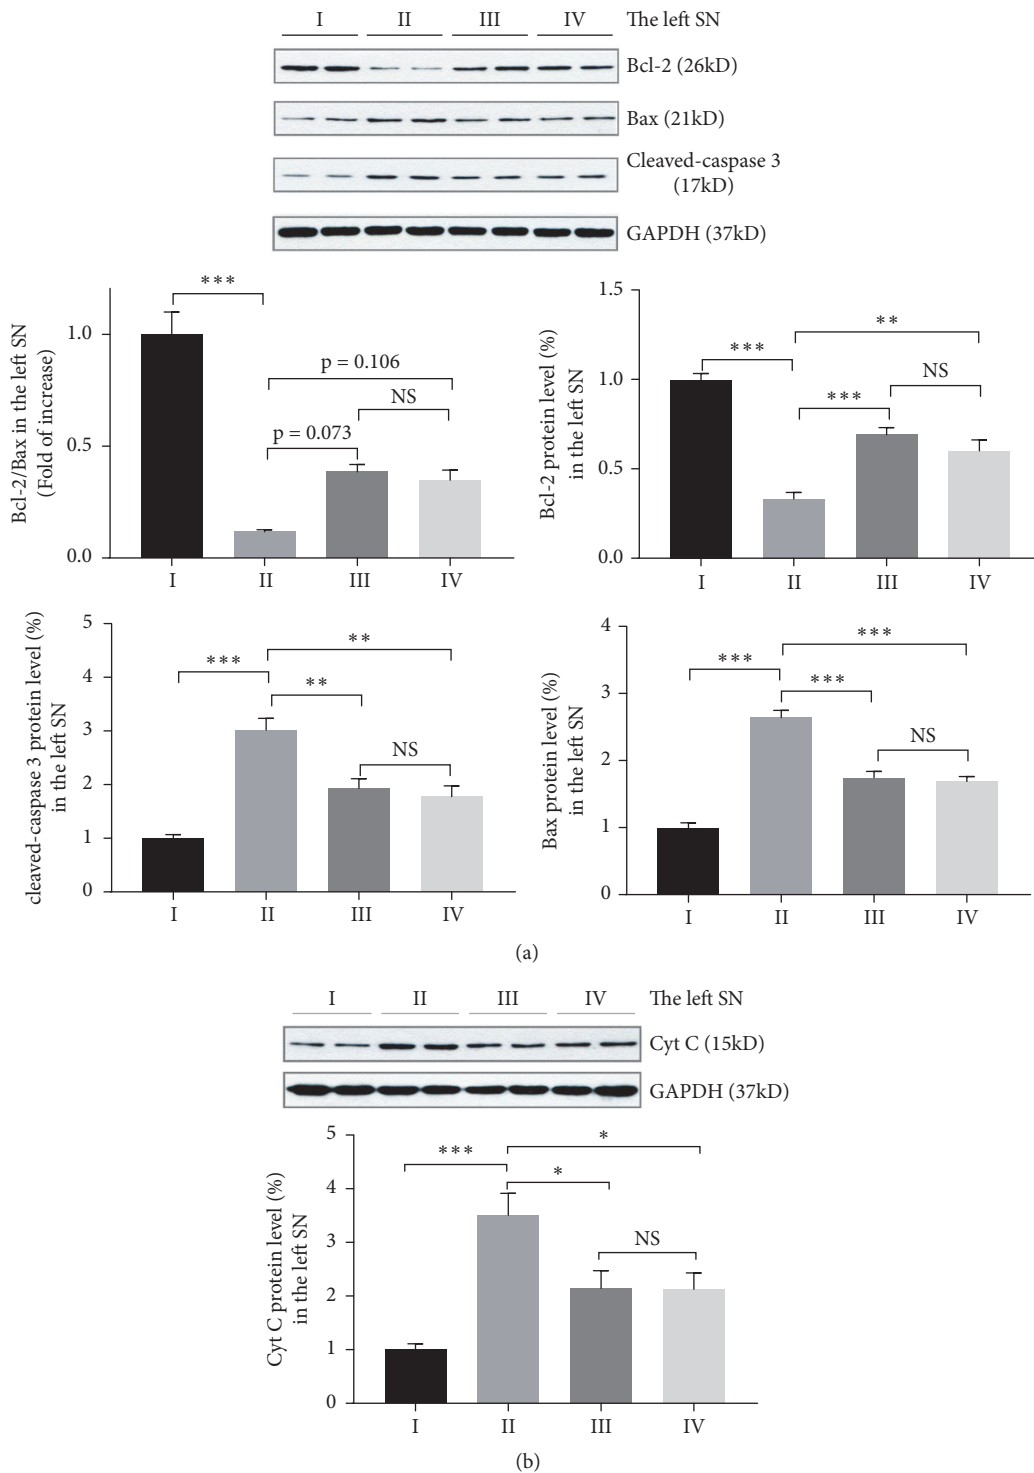 I II III IV The left SN
Bcl-2 (26kD)
Bax (21kD)
Cleaved-caspase 3
(17kD)
GAPDH (37kD)
Bcl-2/Bax in the left SN
(Fold of increase)
1.0
0.5
0.0
***
p = 0.106
NS
p = 0.073
I II III IV
Bcl-2 protein level (%)
in the left SN
1.5
1.0
0.5
0.0
**
***
NS
***
I II III IV
cleaved-caspase 3 protein level (%)
in the left SN
5
4
3
2
1
0
**
***
**
NS
I II III IV
Bax protein level (%)
in the left SN
4
3
2
1
0
***
***
***
NS
I II III IV
(a)
I II III IV The left SN
Cyt C (15kD)
GAPDH (37kD)
Cyt C protein level (%)
in the left SN
5
4
3
2
1
0
*
***
*
NS
I II III IV
(b)